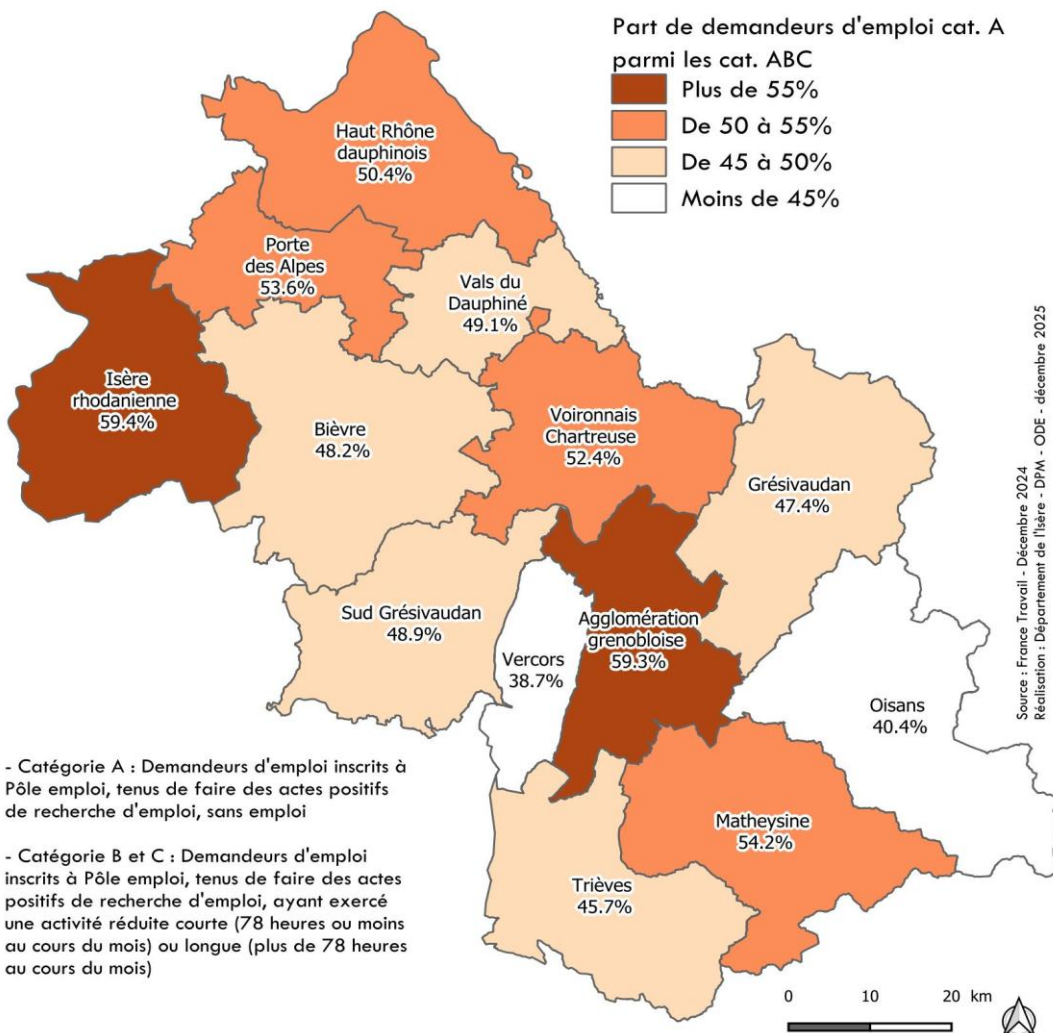 Part de demandeurs d'emploi cat. A
parmi les cat. ABC
Plus de 55%
De 50 à 55%
De 45 à 50%
Moins de 45%
Haut Rhône
dauphinois
50.4%
Porte
des Alpes
53.6%
Vals du
Dauphiné
49.1%
Isère
rhodanienne
59.4%
Bièvre
48.2%
Voironnais
Chartreuse
52.4%
Grésivaudan
47.4%
Sud Grésivaudan
48.9%
Vercors
38.7%
Agglomération
grenobloise
59.3%
Oisans
40.4%
Matheysine
54.2%
Trièves
45.7%
Source : France Travail - Décembre 2024
Réalisation : Département de l'Isère - DPM - ODE - décembre 2025
- Catégorie A : Demandeurs d'emploi inscrits à
Pôle emploi, tenus de faire des actes positifs
de recherche d'emploi, sans emploi
- Catégorie B et C : Demandeurs d'emploi
inscrits à Pôle emploi, tenus de faire des actes
positifs de recherche d'emploi, ayant exercé
une activité réduite courte (78 heures ou moins
au cours du mois) ou longue (plus de 78 heures
au cours du mois)
0 10 20 km